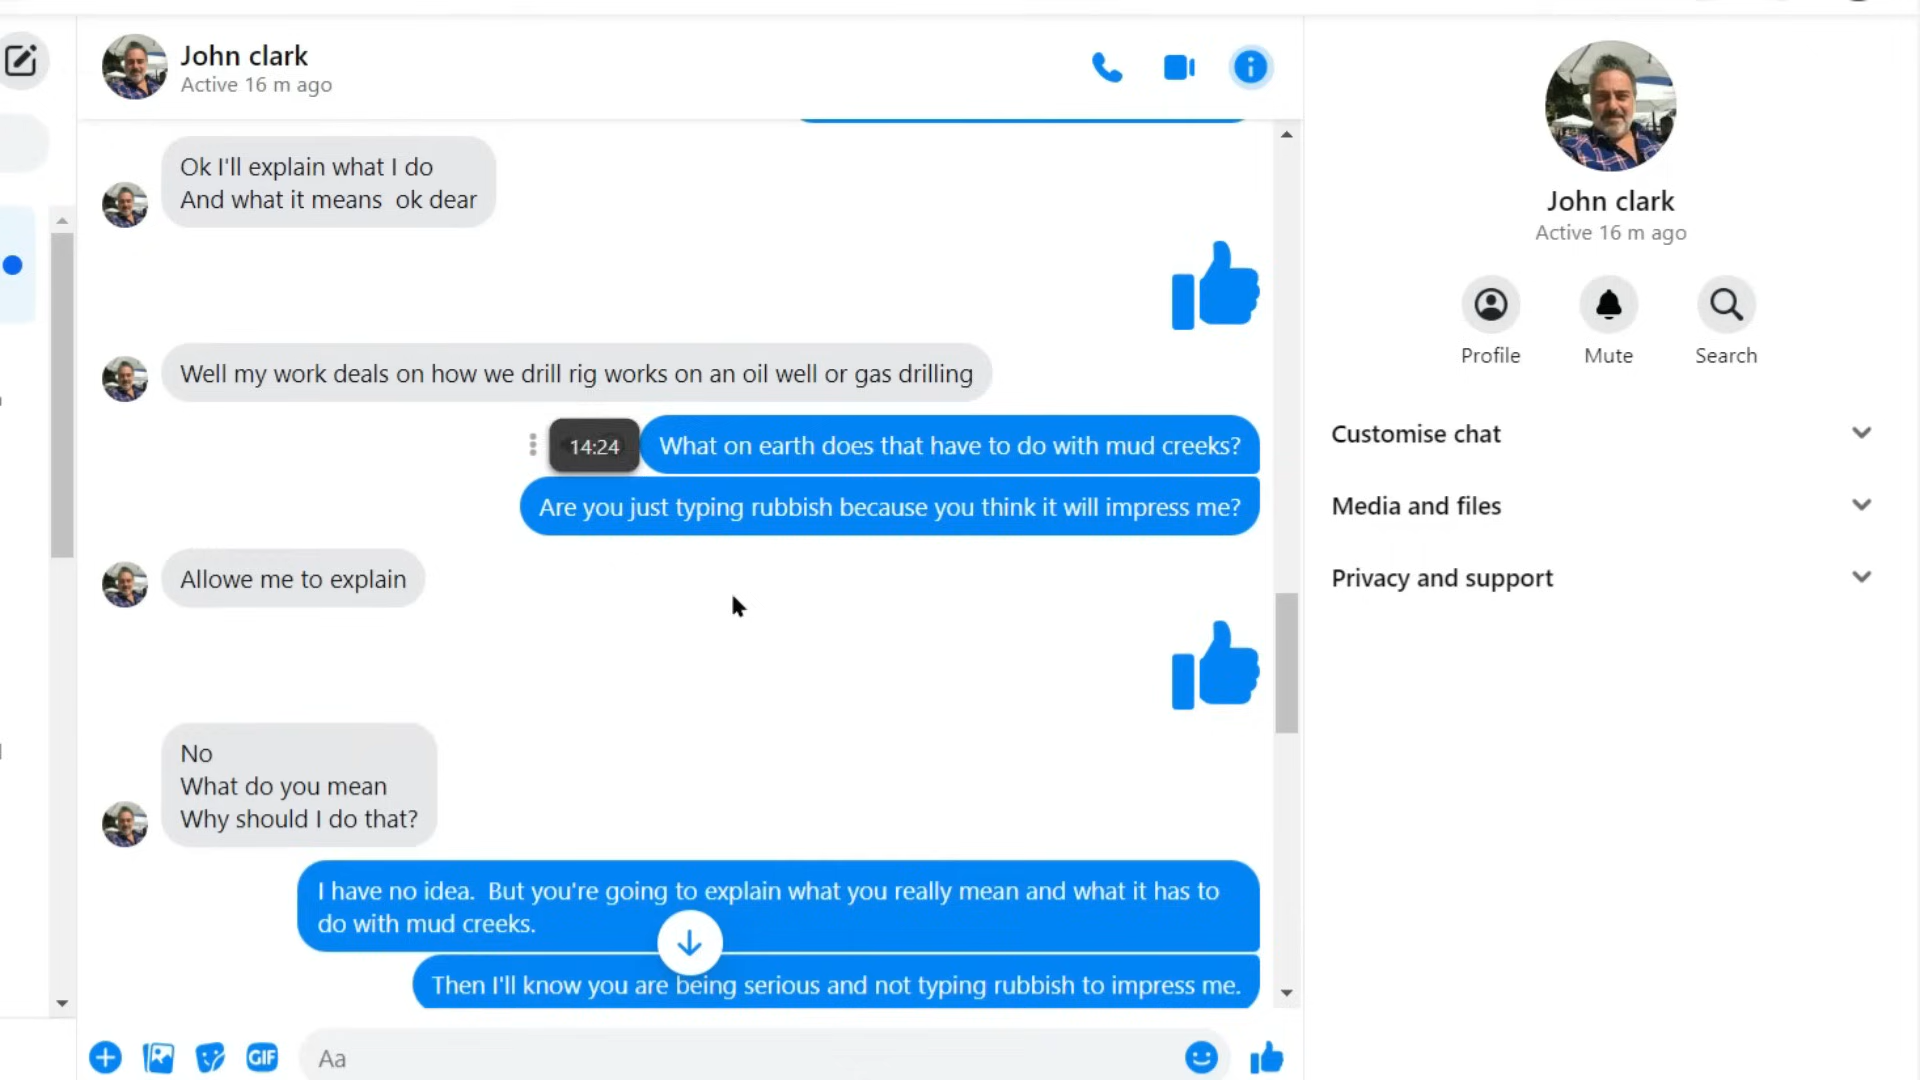 John clark
Active 16 m ago
Ok I'll explain what I do
And what it means  ok dear
Well my work deals on how we drill rig works on an oil well or gas drilling
14:24
What on earth does that have to do with mud creeks?
Are you just typing rubbish because you think it will impress me?
Allowe me to explain
No
What do you mean
Why should I do that?
I have no idea.  But you're going to explain what you really mean and what it has to
do with mud creeks.
Then I'll know you are being serious and not typing rubbish to impress me.
GIF
Aa
John clark
Active 16 m ago
Profile
Mute
Search
Customise chat
Media and files
Privacy and support